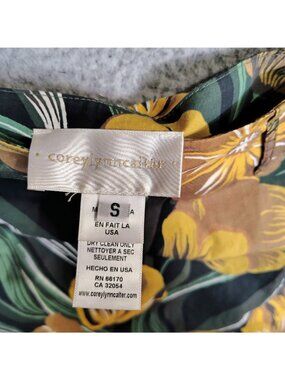 coreylynncalter
S
EN FAIT LA
USA
DRY CLEAN ONLY
NETTOYER A SEC
SEULEMENT
HECHO EN USA
RN 66170
CA 32054
www.coreylynncalter.com